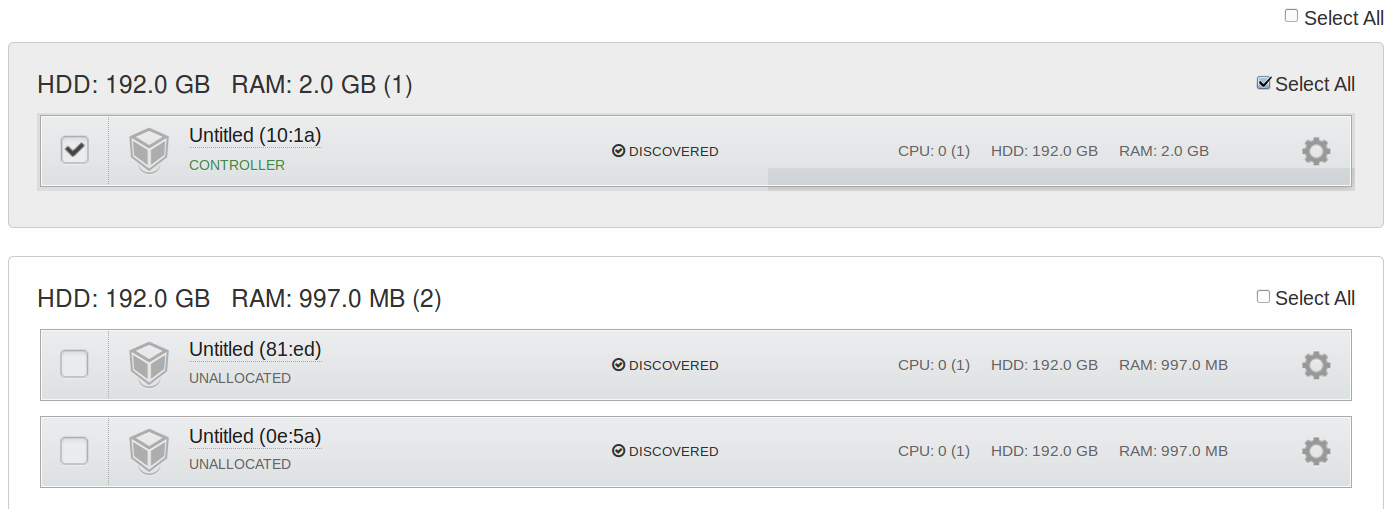 Select All
HDD: 192.0 GB RAM: 2.0 GB (1) Select All
Untitled (10:1a)
CONTROLLER
DISCOVERED CPU: 0 (1) HDD: 192.0 GB RAM: 2.0 GB
HDD: 192.0 GB RAM: 997.0 MB (2) Select All
Untitled (81:ed)
UNALLOCATED
DISCOVERED CPU: 0 (1) HDD: 192.0 GB RAM: 997.0 MB
Untitled (0e:5a)
UNALLOCATED
DISCOVERED CPU: 0 (1) HDD: 192.0 GB RAM: 997.0 MB